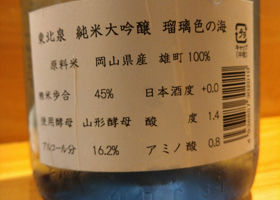 東北泉 純米大吟醸 瑠璃色の海
原料米 岡山県産 雄町100%
精米歩合 45% 日本酒度 +0.0
使用酵母 山形酵母 酸度 1.4
アルコール分 16.2% アミノ酸 0.8